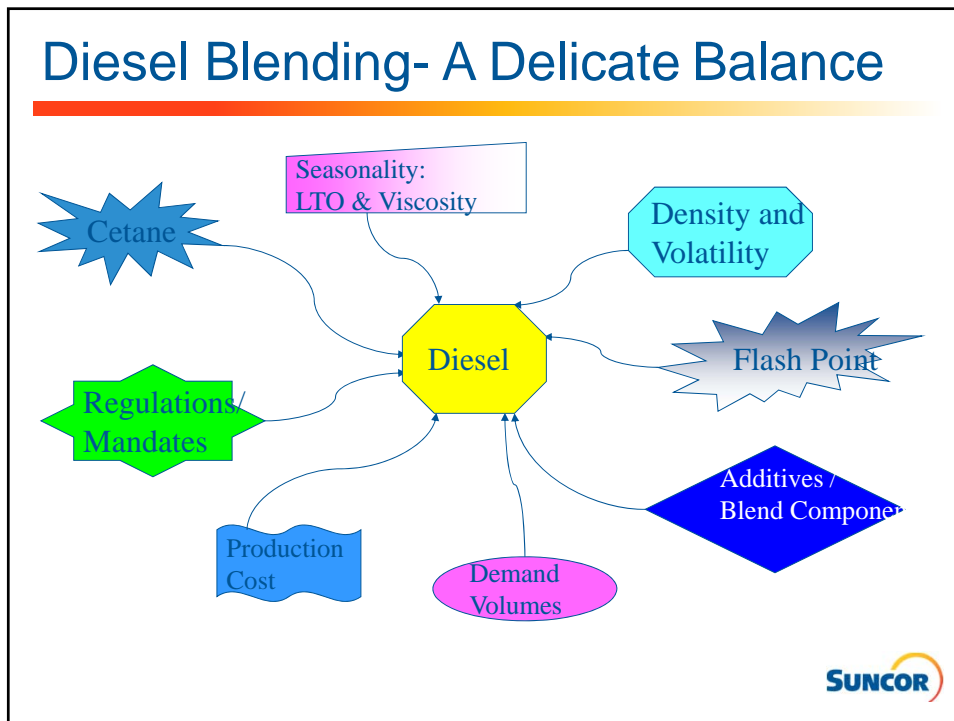 Diesel Blending- A Delicate Balance
Seasonality:
LTO & Viscosity
Cetane
Density and
Volatility
Diesel
Flash Point
Regulations/
Mandates
Additives /
Blend Componen
Production
Cost
Demand
Volumes
SUNCOR